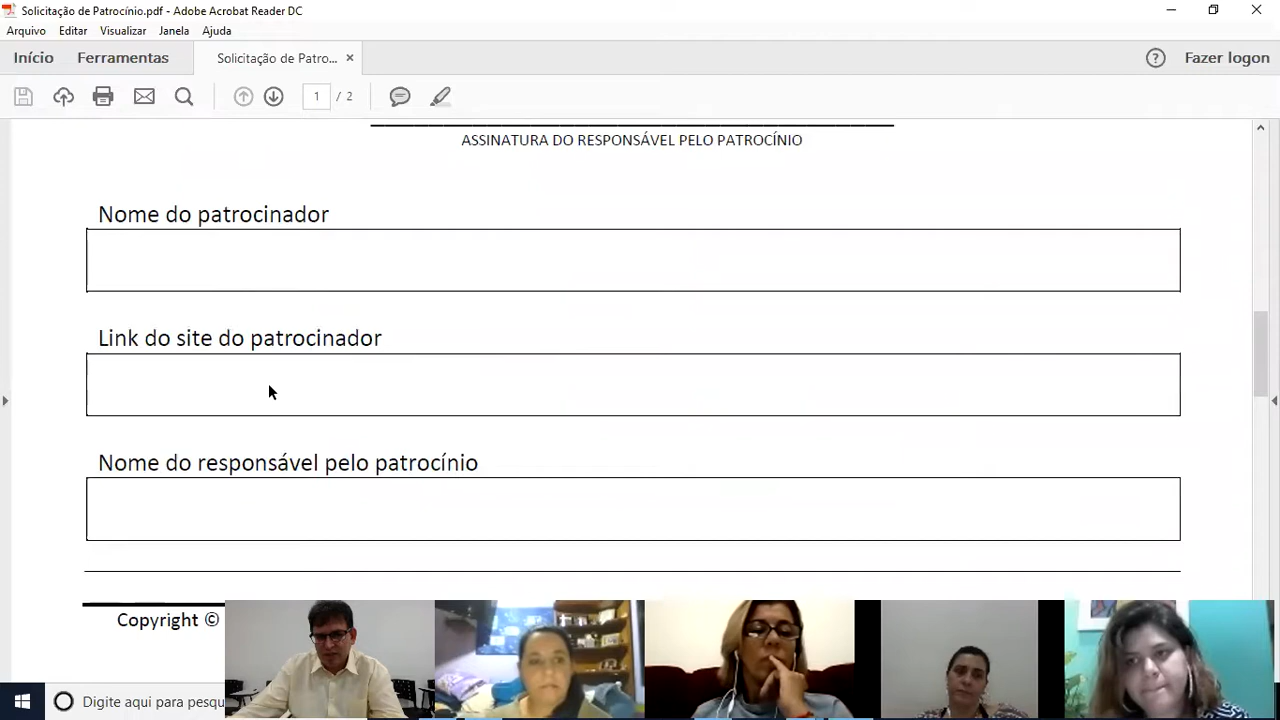 Solicitação de Patrocínio.pdf - Adobe Acrobat Reader DC
Arquivo Editar Visualizar Janela Ajuda
Início Ferramentas Solicitação de Patro... × ? Fazer logon
1 / 2
ASSINATURA DO RESPONSÁVEL PELO PATROCÍNIO
Nome do patrocinador
Link do site do patrocinador
Nome do responsável pelo patrocínio
Copyright ©
Digite aqui para pesqu